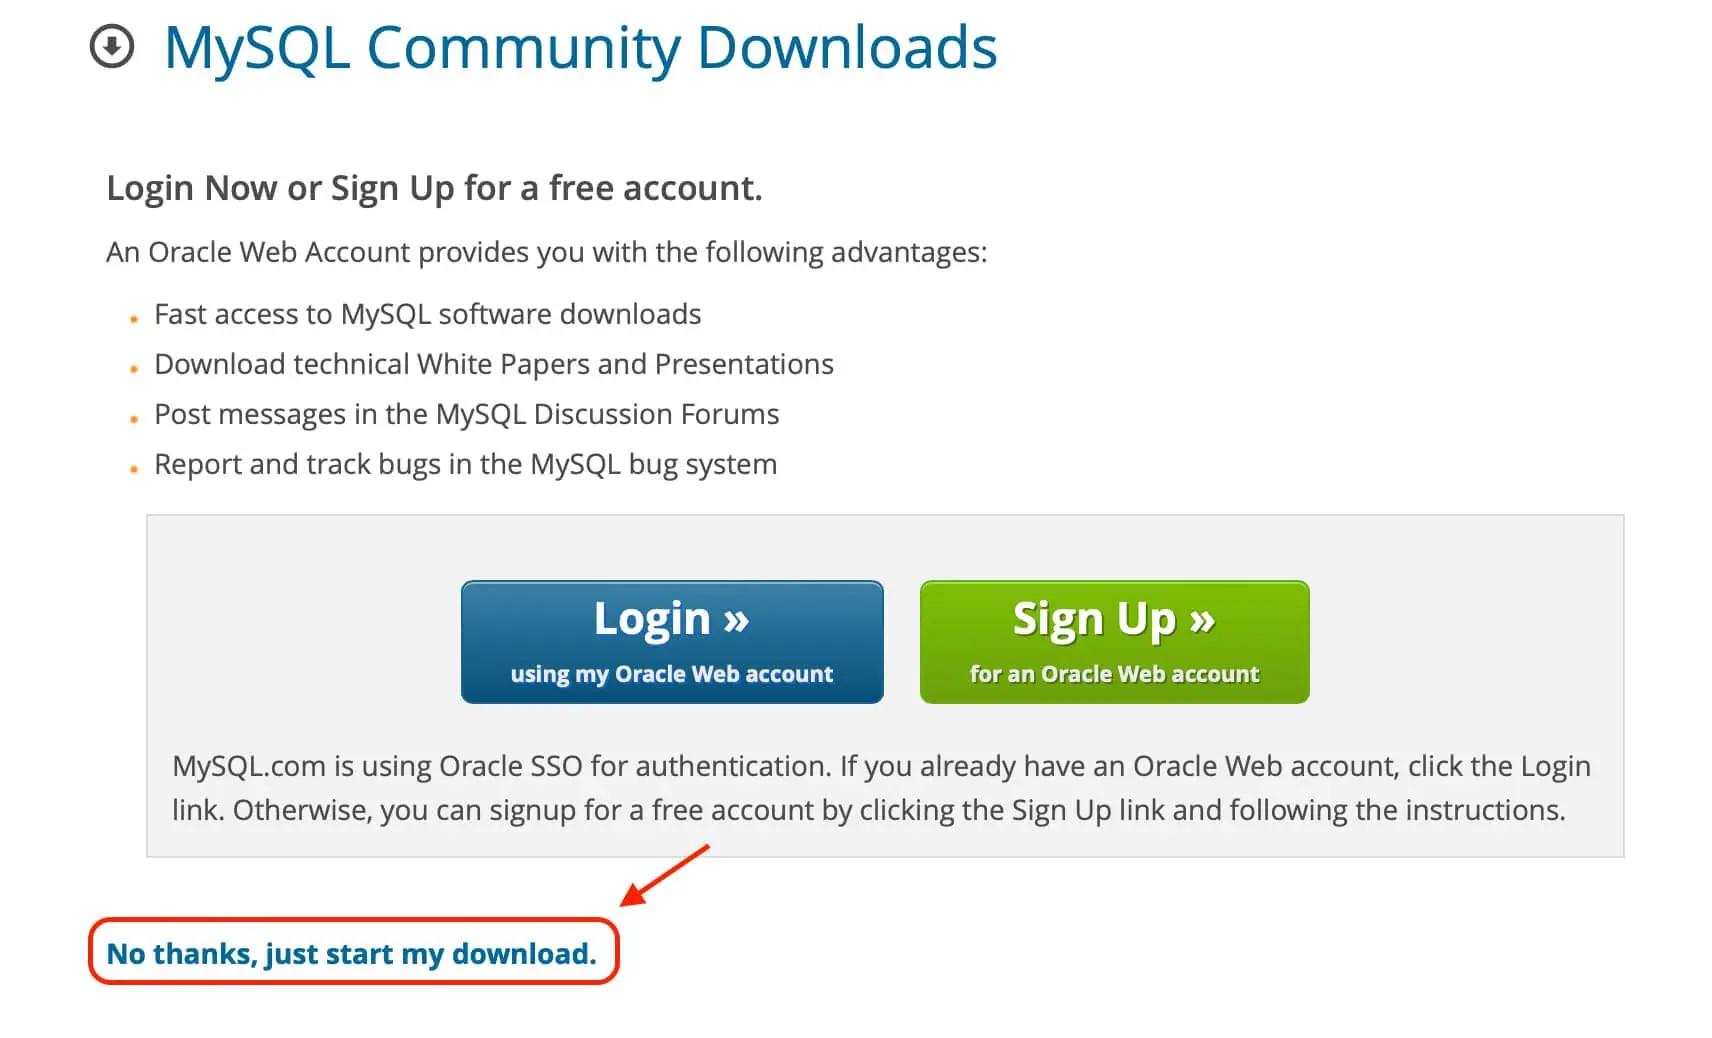 MySQL Community Downloads
Login Now or Sign Up for a free account.
An Oracle Web Account provides you with the following advantages:
Fast access to MySQL software downloads
Download technical White Papers and Presentations
Post messages in the MySQL Discussion Forums
Report and track bugs in the MySQL bug system
Login »
using my Oracle Web account
Sign Up »
for an Oracle Web account
MySQL.com is using Oracle SSO for authentication. If you already have an Oracle Web account, click the Login
link. Otherwise, you can signup for a free account by clicking the Sign Up link and following the instructions.
No thanks, just start my download.